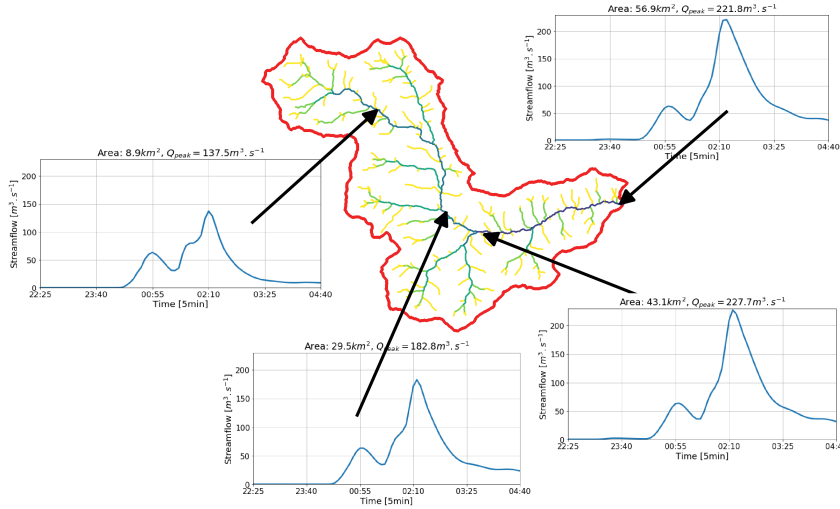 Area: 56.9km², Q_peak = 221.8m³.s⁻¹
Streamflow [m³.s⁻¹]
200
150
100
50
0
22:25 23:40 00:55 02:10 03:25 04:40
Time [5min]
Area: 8.9km², Q_peak = 137.5m³.s⁻¹
Streamflow [m³.s⁻¹]
200
150
100
50
0
22:25 23:40 00:55 02:10 03:25 04:40
Time [5min]
Area: 43.1km², Q_peak = 227.7m³.s⁻¹
Streamflow [m³.s⁻¹]
200
150
100
50
0
22:25 23:40 00:55 02:10 03:25 04:40
Time [5min]
Area: 29.5km², Q_peak = 182.8m³.s⁻¹
Streamflow [m³.s⁻¹]
200
150
100
50
0
22:25 23:40 00:55 02:10 03:25 04:40
Time [5min]